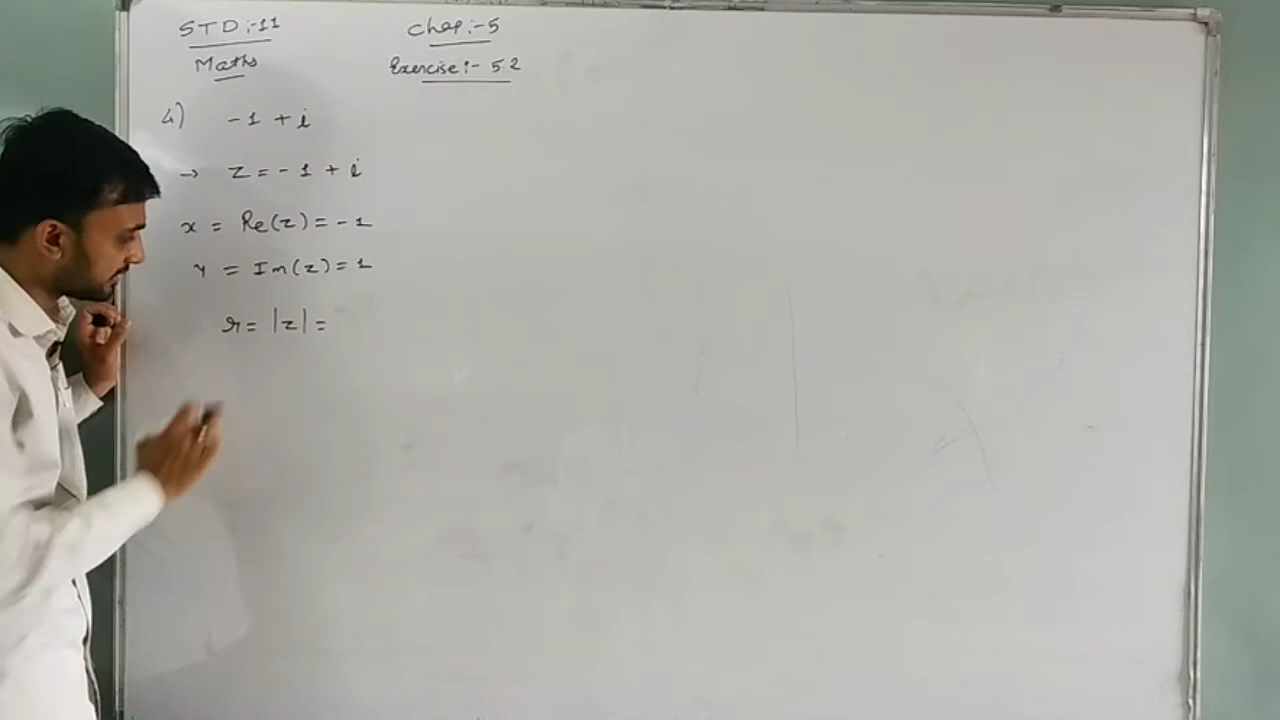 STD:-11
Chap:-5
Maths
Exercise:- 5.2
4) -1 + i
→ z = -1 + i
x = Re(z) = -1
y = Im(z) = 1
r = |z| =